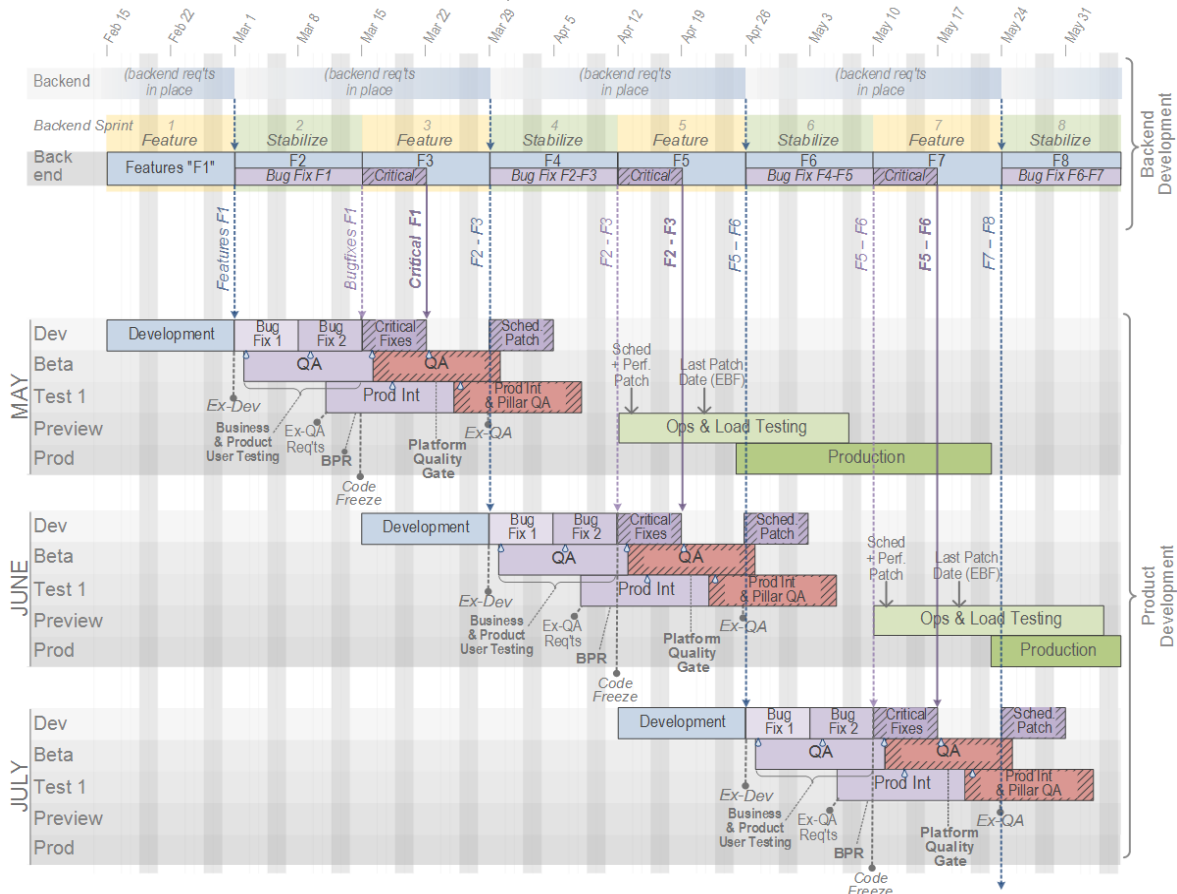 Feb 15
Feb 22
Mar 1
Mar 8
Mar 15
Mar 22
Mar 29
Apr 5
Apr 12
Apr 19
Apr 26
May 3
May 10
May 17
May 24
May 31
Backend
(backend req'ts
in place
(backend req'ts
in place
(backend req'ts
in place
(backend req'ts
in place
Backend Sprint
1
Feature
2
Stabilize
3
Feature
4
Stabilize
5
Feature
6
Stabilize
7
Feature
8
Stabilize
Back
end
Features "F1"
F2
Bug Fix F1
F3
Critical
F4
Bug Fix F2-F3
F5
Critical
F6
Bug Fix F4-F5
F7
Critical
F8
Bug Fix F6-F7
Backend
Development
Features F1
Bugfixes F1
Critical F1
F2 - F3
F2 - F3
F2 - F3
F5 – F6
F5 – F6
F5 – F6
F7 – F8
MAY
Dev
Beta
Test 1
Preview
Prod
Development
Bug
Fix 1
Bug
Fix 2
Critical
Fixes
Sched.
Patch
QA
QA
Prod Int
Prod Int
& Pillar QA
Ex-Dev
Business
& Product
User Testing
Ex-QA
Req'ts
BPR
Code
Freeze
Platform
Quality
Gate
Ex-QA
Sched
+ Perf.
Patch
Last Patch
Date (EBF)
Ops & Load Testing
Production
JUNE
Dev
Beta
Test 1
Preview
Prod
Development
Bug
Fix 1
Bug
Fix 2
Critical
Fixes
Sched.
Patch
QA
QA
Prod Int
Prod Int
& Pillar QA
Ex-Dev
Business
& Product
User Testing
Ex-QA
Req'ts
BPR
Code
Freeze
Platform
Quality
Gate
Ex-QA
Sched
+ Perf.
Patch
Last Patch
Date (EBF)
Ops & Load Testing
Production
JULY
Dev
Beta
Test 1
Preview
Prod
Development
Bug
Fix 1
Bug
Fix 2
Critical
Fixes
Sched.
Patch
QA
QA
Prod Int
Prod Int
& Pillar QA
Ex-Dev
Business
& Product
User Testing
Ex-QA
Req'ts
BPR
Code
Freeze
Platform
Quality
Gate
Ex-QA
Product
Development